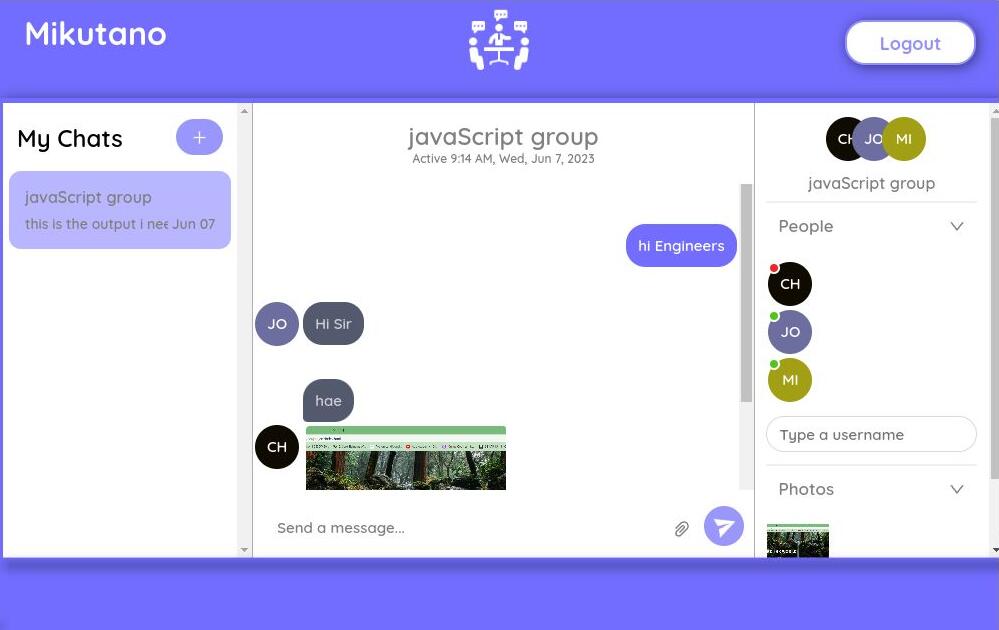 Mikutano
Logout
My Chats
+
javaScript group
this is the output i nee Jun 07
javaScript group
Active 9:14 AM, Wed, Jun 7, 2023
hi Engineers
JO Hi Sir
hae
CH
Send a message...
CH JO MI
javaScript group
People
CH
JO
MI
Type a username
Photos